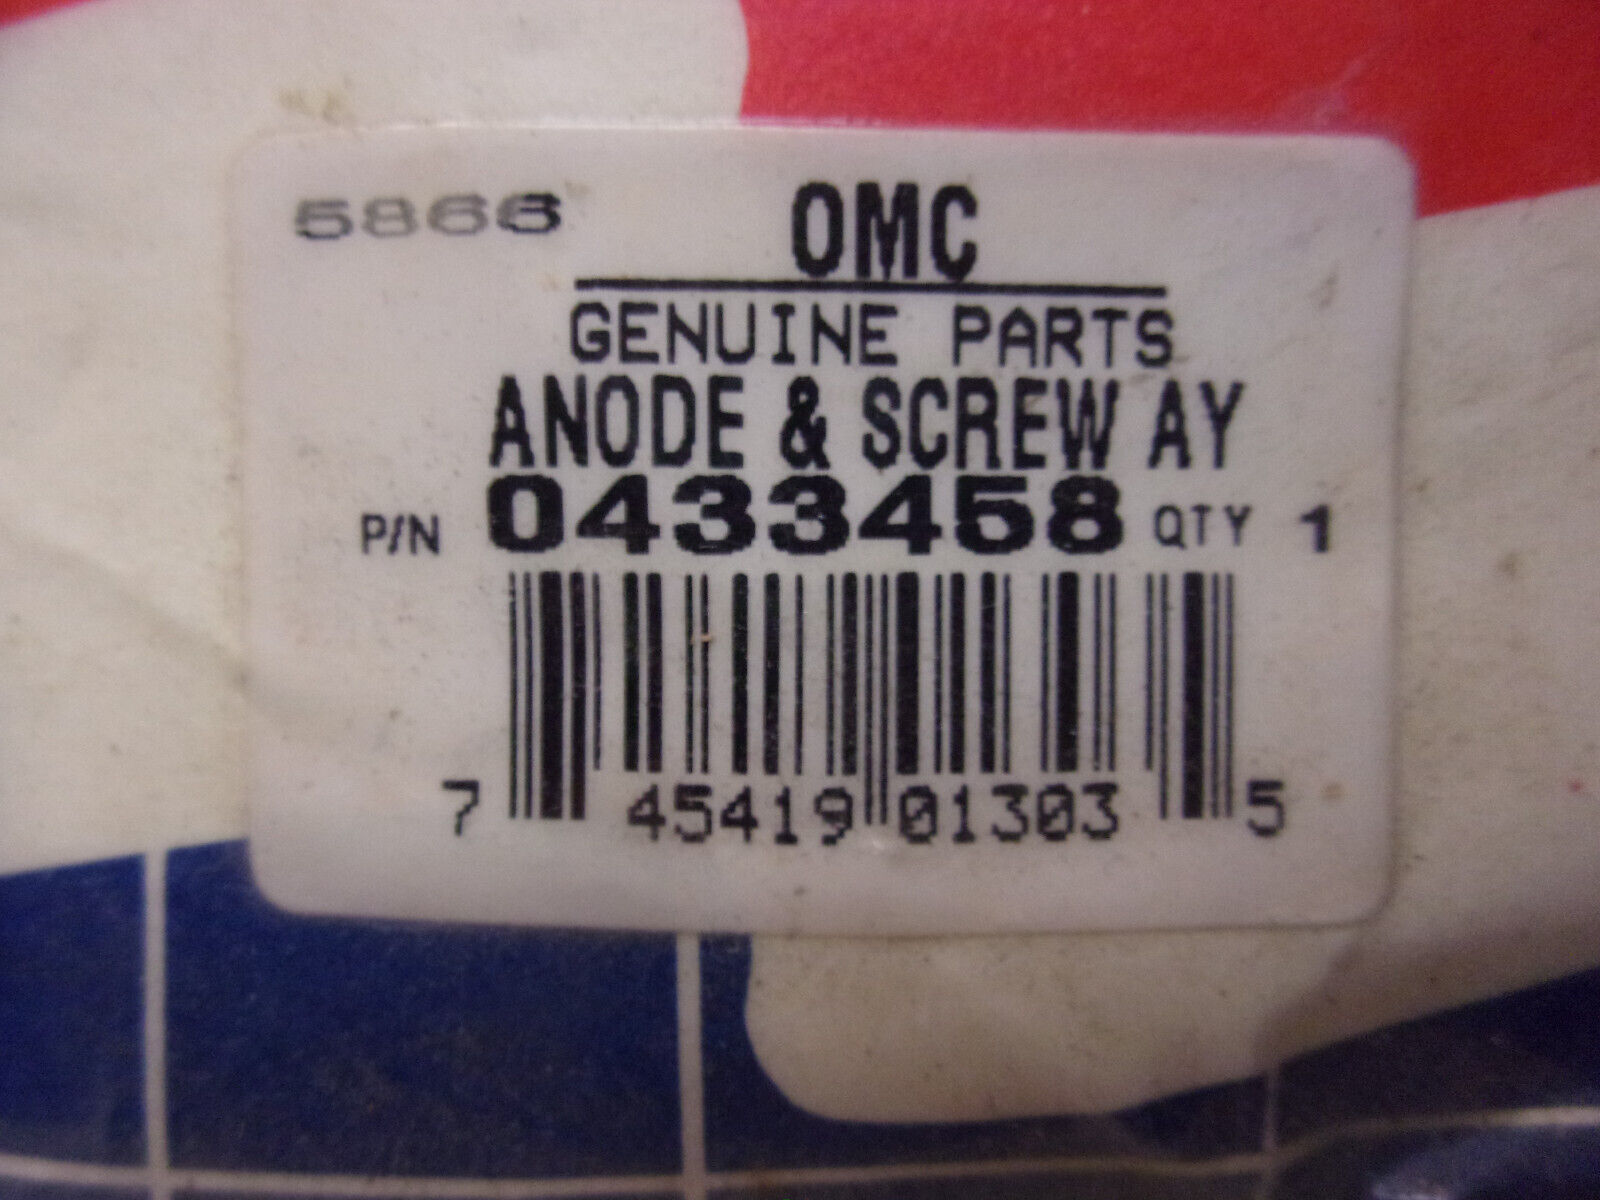 5866
OMC
GENUINE PARTS
ANODE & SCREW AY
P/N 0433458 QTY 1
7 45419 01303 5